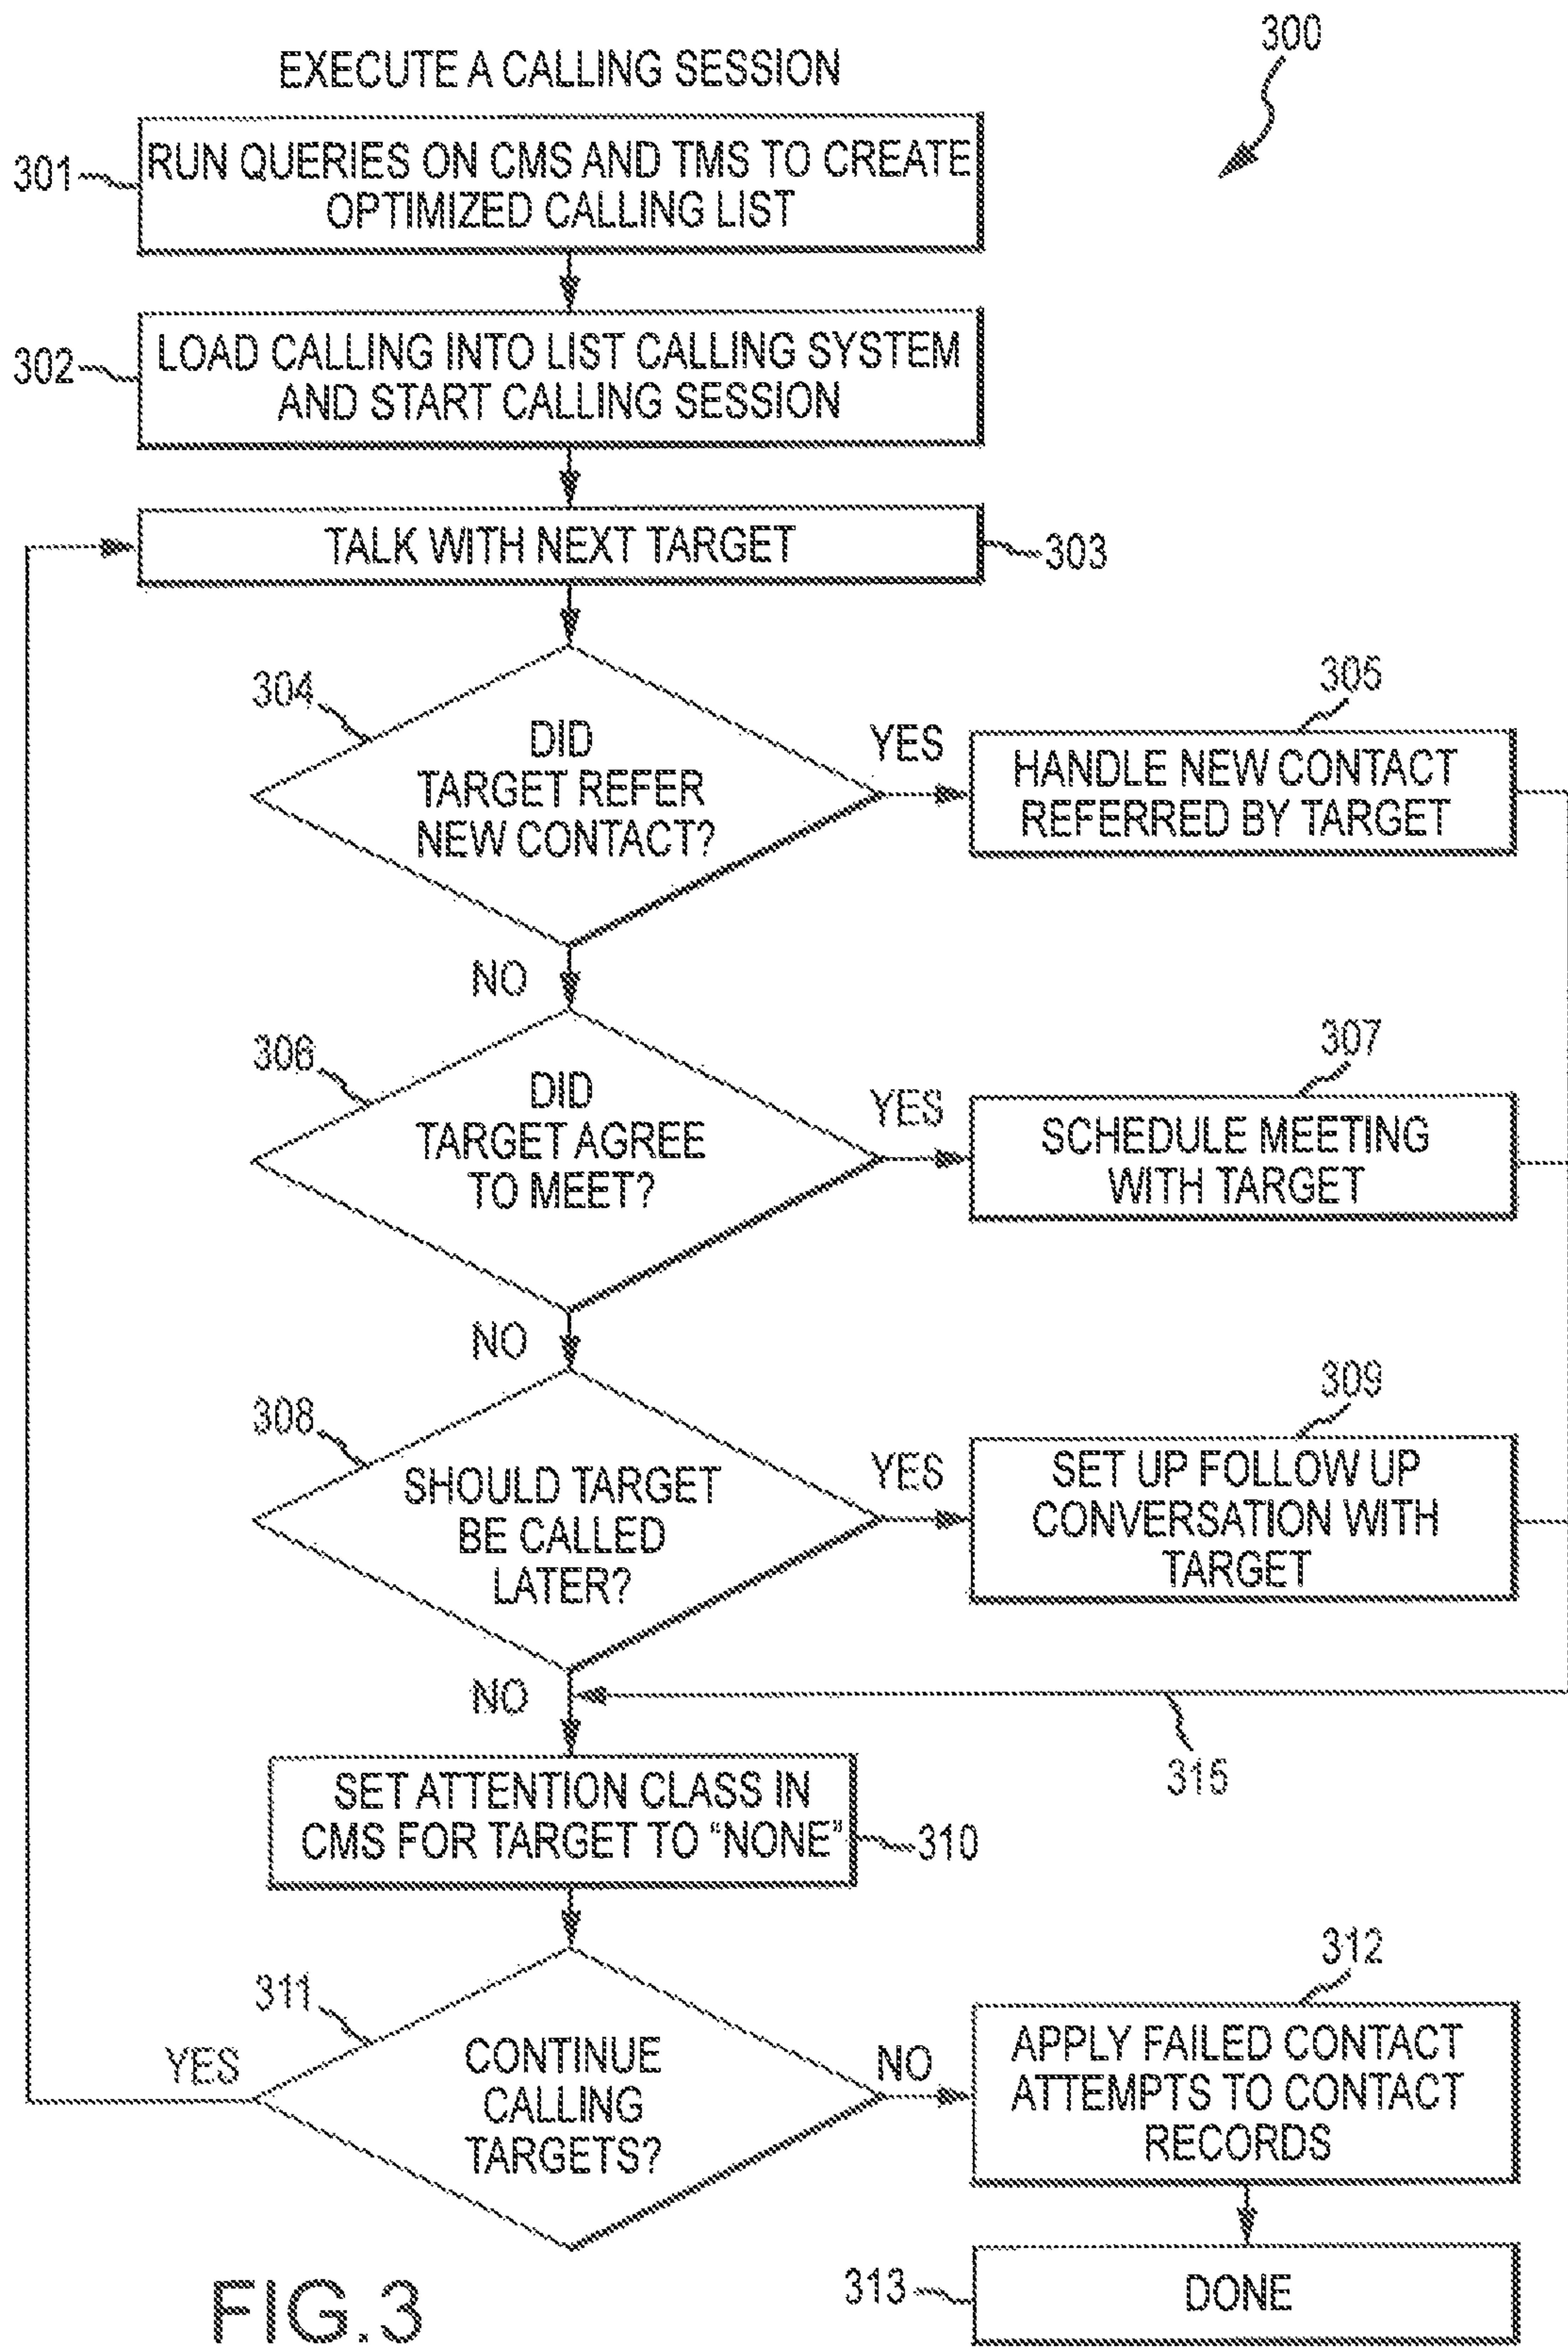 300
EXECUTE A CALLING SESSION
301
RUN QUERIES ON CMS AND TMS TO CREATE
OPTIMIZED CALLING LIST
302
LOAD CALLING INTO LIST CALLING SYSTEM
AND START CALLING SESSION
TALK WITH NEXT TARGET
303
304
DID
TARGET REFER
NEW CONTACT?
YES
305
HANDLE NEW CONTACT
REFERRED BY TARGET
NO
306
DID
TARGET AGREE
TO MEET?
YES
307
SCHEDULE MEETING
WITH TARGET
NO
308
SHOULD TARGET
BE CALLED
LATER?
YES
309
SET UP FOLLOW UP
CONVERSATION WITH
TARGET
NO
315
SET ATTENTION CLASS IN
CMS FOR TARGET TO “NONE”
310
311
YES
CONTINUE
CALLING
TARGETS?
NO
312
APPLY FAILED CONTACT
ATTEMPTS TO CONTACT
RECORDS
313
DONE
FIG.3